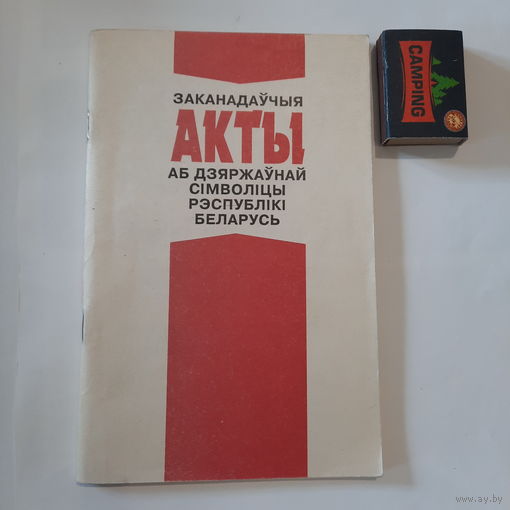 ЗАКАНАДАЎЧЫЯ
АКТЫ
АБ ДЗЯРЖАЎНАЙ
СІМВОЛІЦЫ
РЭСПУБЛІКІ
БЕЛАРУСЬ
CAMPING
www.ay.by